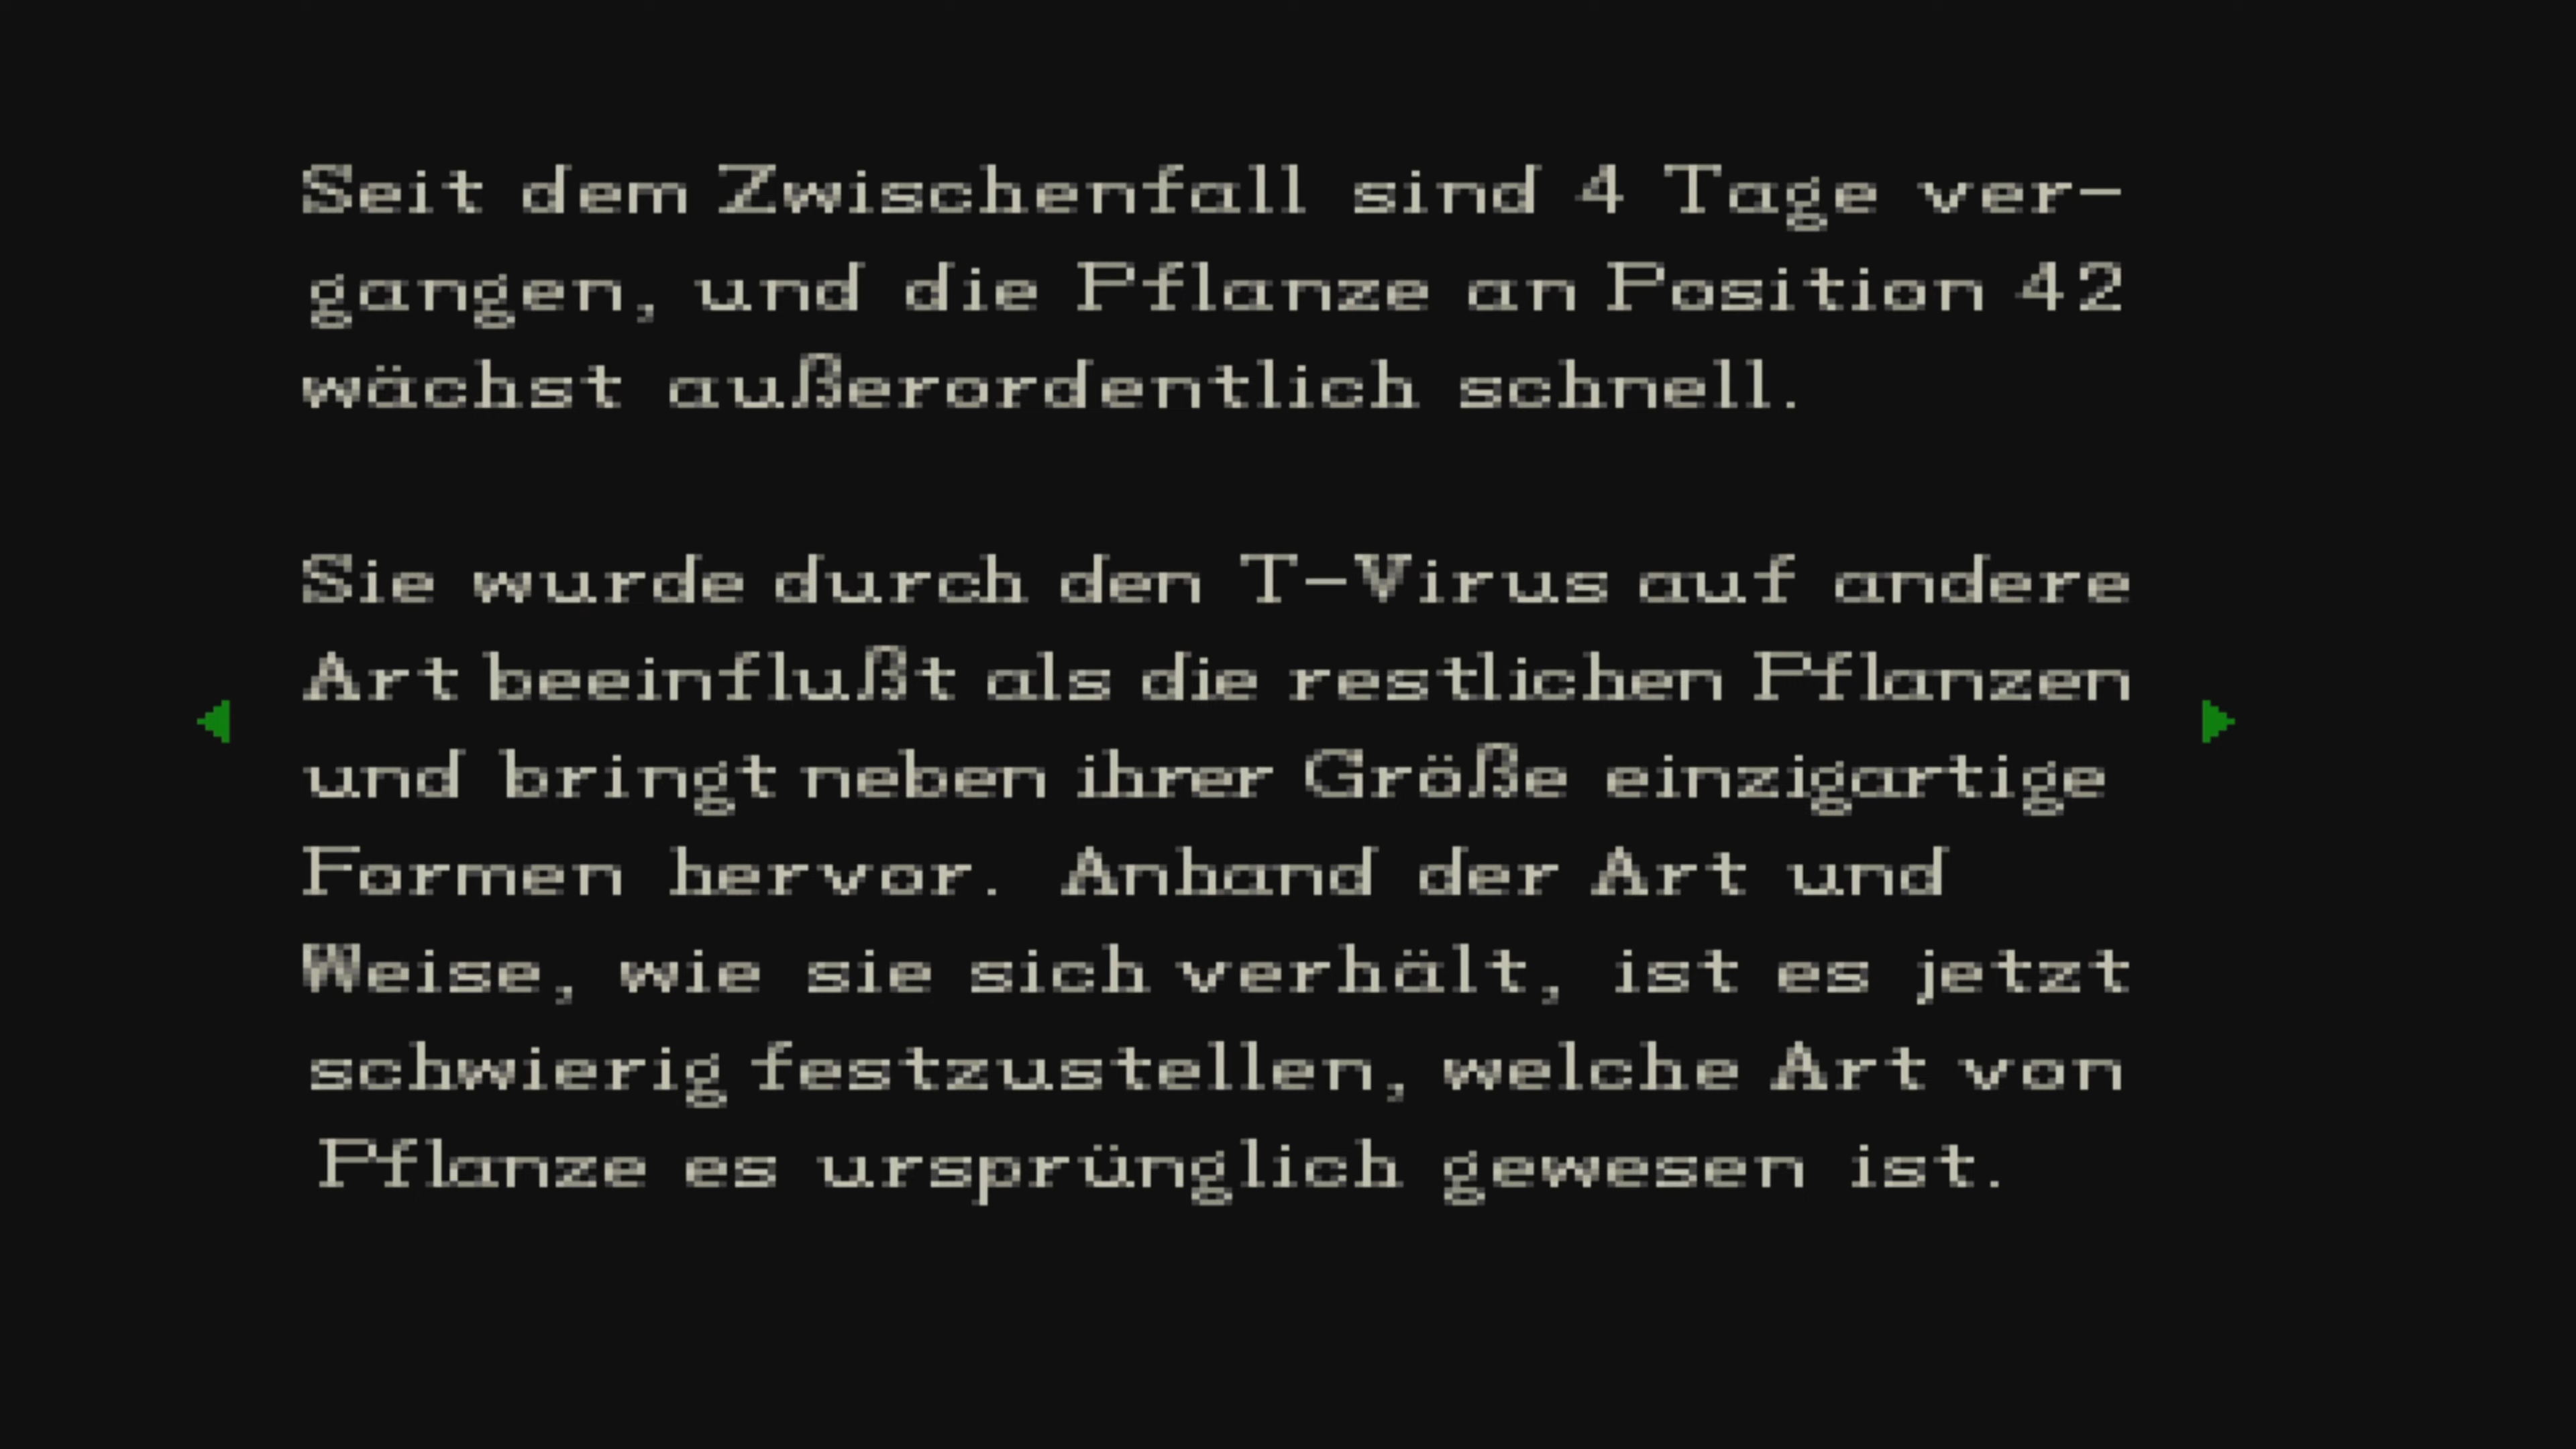 Seit dem Zwischenfall sind 4 Tage ver-
gangen, und die Pflanze an Position 42
wächst außerordentlich schnell.
Sie wurde durch den T-Virus auf andere
Art beeinflußt als die restlichen Pflanzen
und bringt neben ihrer Größe einzigartige
Formen hervor. Anhand der Art und
Weise, wie sie sich verhält, ist es jetzt
schwierig festzustellen, welche Art von
Pflanze es ursprünglich gewesen ist.